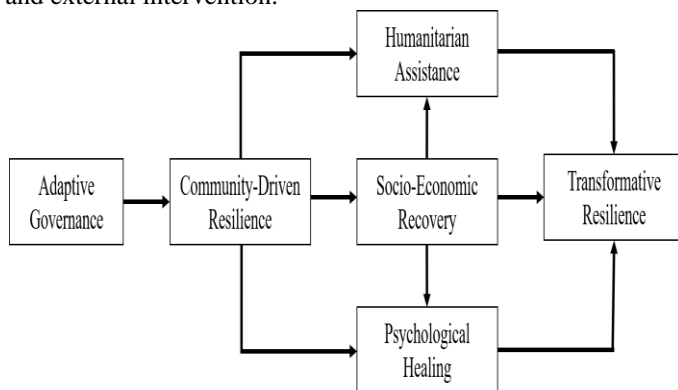 and external intervention.
Humanitarian
Assistance
Adaptive
Governance
Community-Driven
Resilience
Socio-Economic
Recovery
Transformative
Resilience
Psychological
Healing